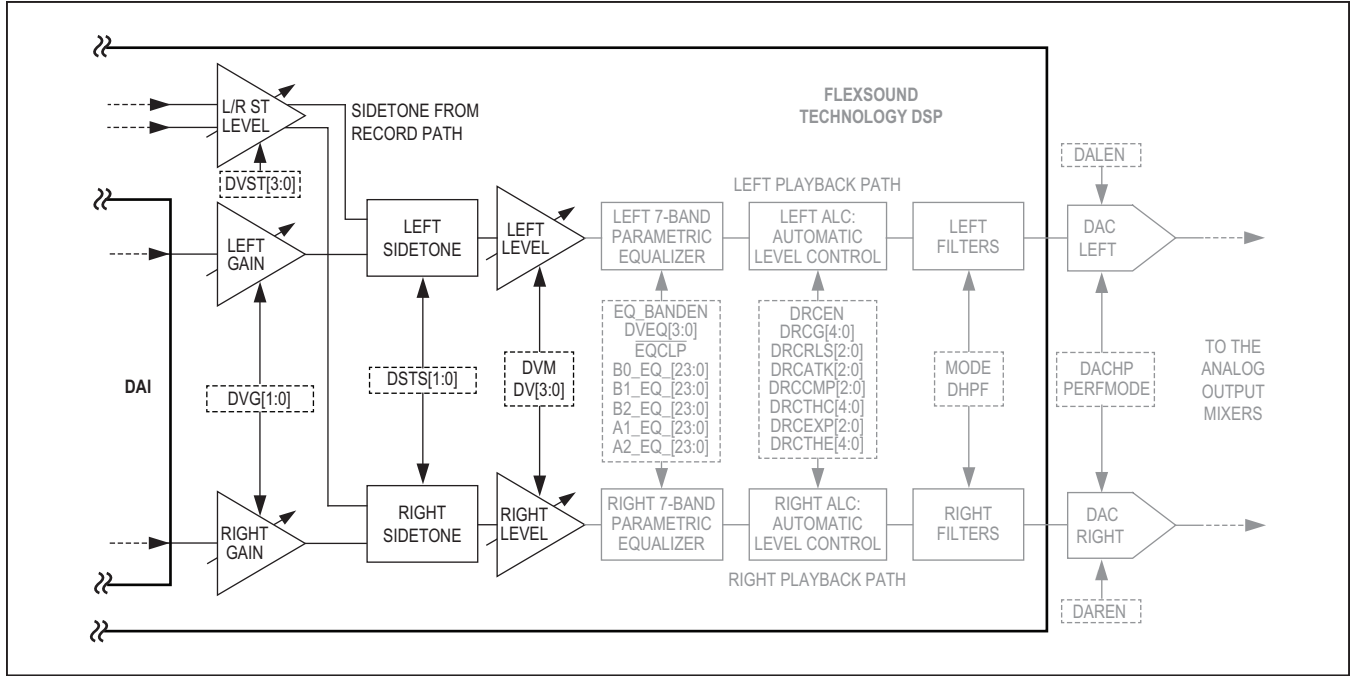 L/R ST
LEVEL
SIDETONE FROM
RECORD PATH
FLEXSOUND
TECHNOLOGY DSP
DVST[3:0]
DALEN
LEFT PLAYBACK PATH
LEFT
GAIN
LEFT
SIDETONE
LEFT
LEVEL
LEFT 7-BAND
PARAMETRIC
EQUALIZER
LEFT ALC:
AUTOMATIC
LEVEL CONTROL
LEFT
FILTERS
DAC
LEFT
DAI
DVG[1:0]
DSTS[1:0]
DVM
DV[3:0]
EQ_BANDEN
DVEQ[3:0]
EQCLP
B0_EQ_[23:0]
B1_EQ_[23:0]
B2_EQ_[23:0]
A1_EQ_[23:0]
A2_EQ_[23:0]
DRCEN
DRCG[4:0]
DRCRLS[2:0]
DRCATK[2:0]
DRCCMP[2:0]
DRCTHC[4:0]
DRCEXP[2:0]
DRCTHE[4:0]
MODE
DHPF
DACHP
PERFMODE
TO THE
ANALOG
OUTPUT
MIXERS
RIGHT
GAIN
RIGHT
SIDETONE
RIGHT
LEVEL
RIGHT 7-BAND
PARAMETRIC
EQUALIZER
RIGHT ALC:
AUTOMATIC
LEVEL CONTROL
RIGHT
FILTERS
DAC
RIGHT
RIGHT PLAYBACK PATH
DAREN